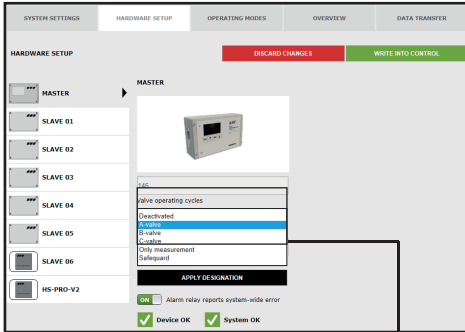 SYSTEM SETTINGS
HARDWARE SETUP
OPERATING MODES
OVERVIEW
DATA TRANSFER
HARDWARE SETUP
DISCARD CHANGES
WRITE INTO CONTROL
MASTER
MASTER
SLAVE 01
SLAVE 02
SLAVE 03
SLAVE 04
SLAVE 05
SLAVE 06
HS-PRO-V2
146
Valve operating cycles
Deactivated
A-valve
B-valve
C-valve
Only measurement
Safeguard
APPLY DESIGNATION
ON
Alarm relay reports system-wide error
Device OK
System OK